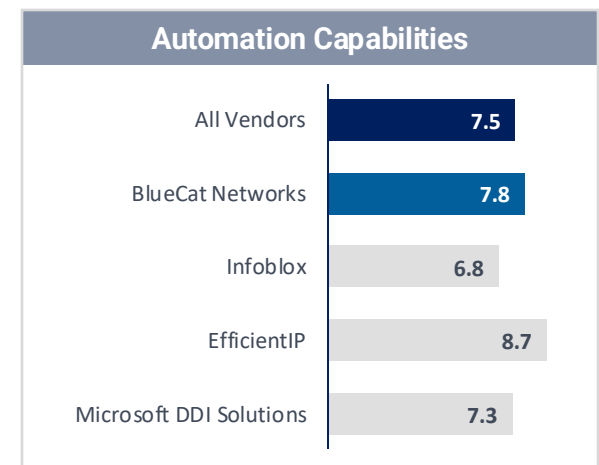 Automation Capabilities
All Vendors 7.5
BlueCat Networks 7.8
Infoblox 6.8
EfficientIP 8.7
Microsoft DDI Solutions 7.3